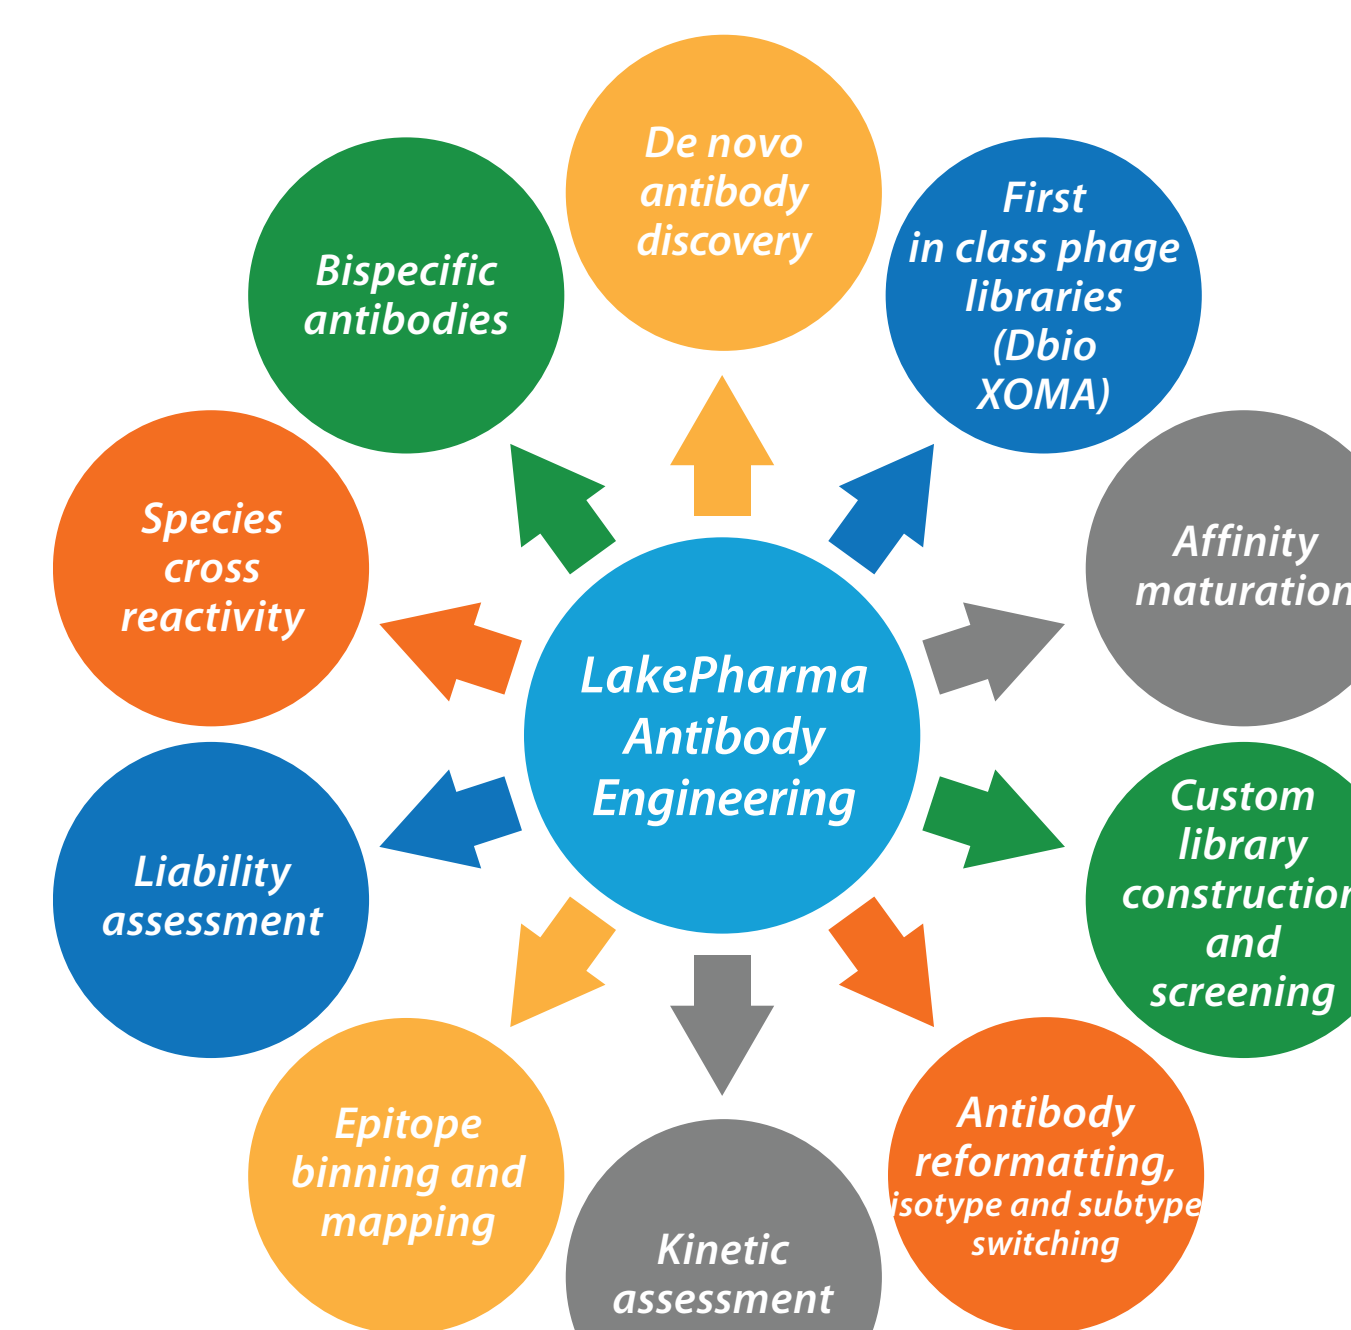 De novo
antibody
discovery
First
in class phage
libraries
(Dbio
XOMA)
Affinity
maturation
Custom
library
construction
and
screening
Antibody
reformatting,
isotype and subtype
switching
Kinetic
assessment
Epitope
binning and
mapping
Liability
assessment
Species
cross
reactivity
Bispecific
antibodies
LakePharma
Antibody
Engineering